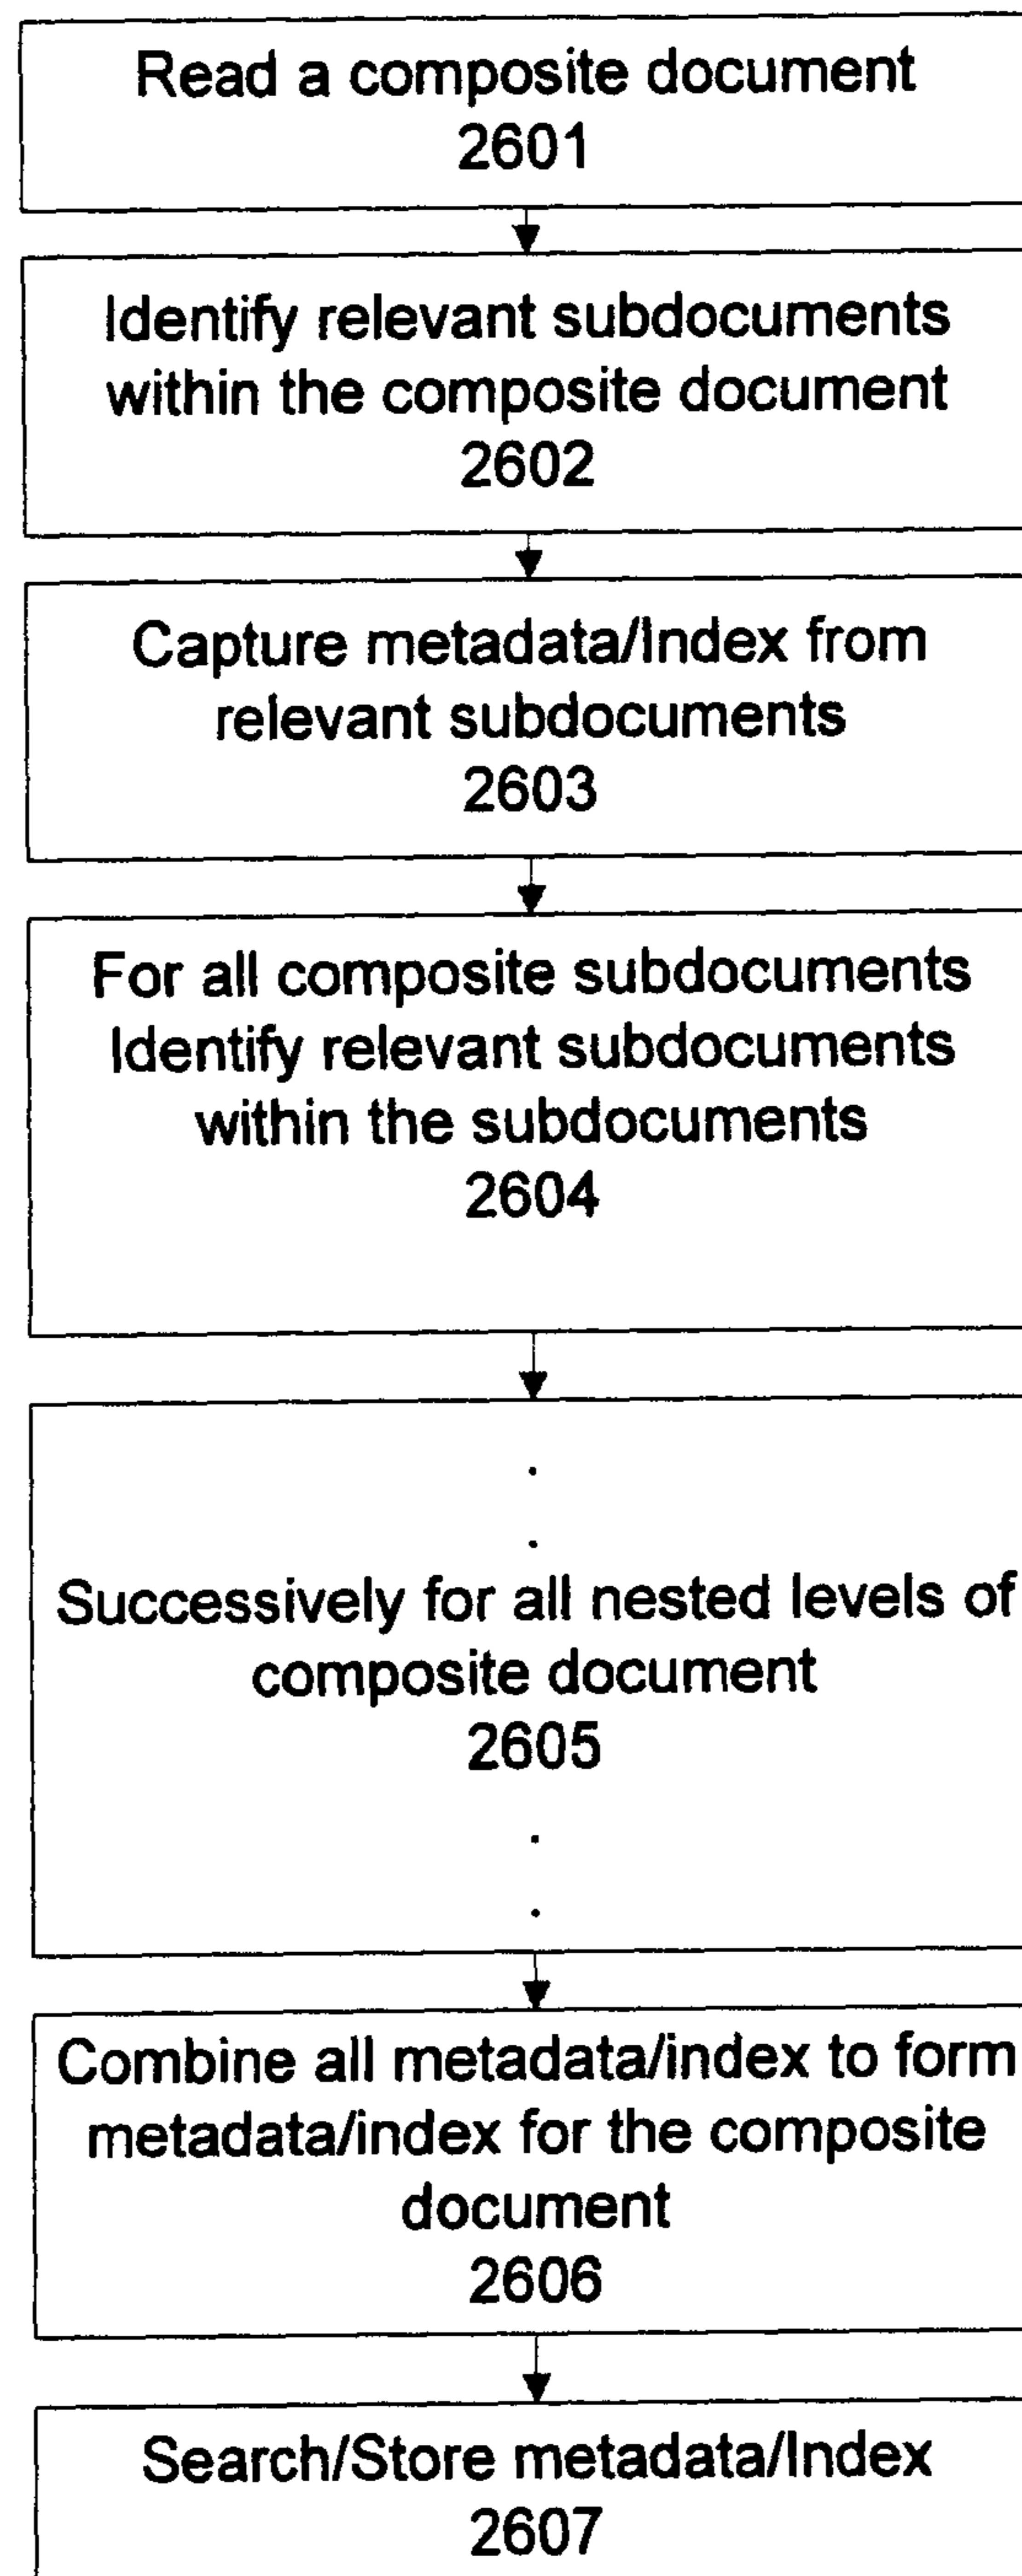 Read a composite document
2601
Identify relevant subdocuments
within the composite document
2602
Capture metadata/Index from
relevant subdocuments
2603
For all composite subdocuments
Identify relevant subdocuments
within the subdocuments
2604
.
.
Successively for all nested levels of
composite document
2605
.
.
Combine all metadata/index to form
metadata/index for the composite
document
2606
Search/Store metadata/Index
2607